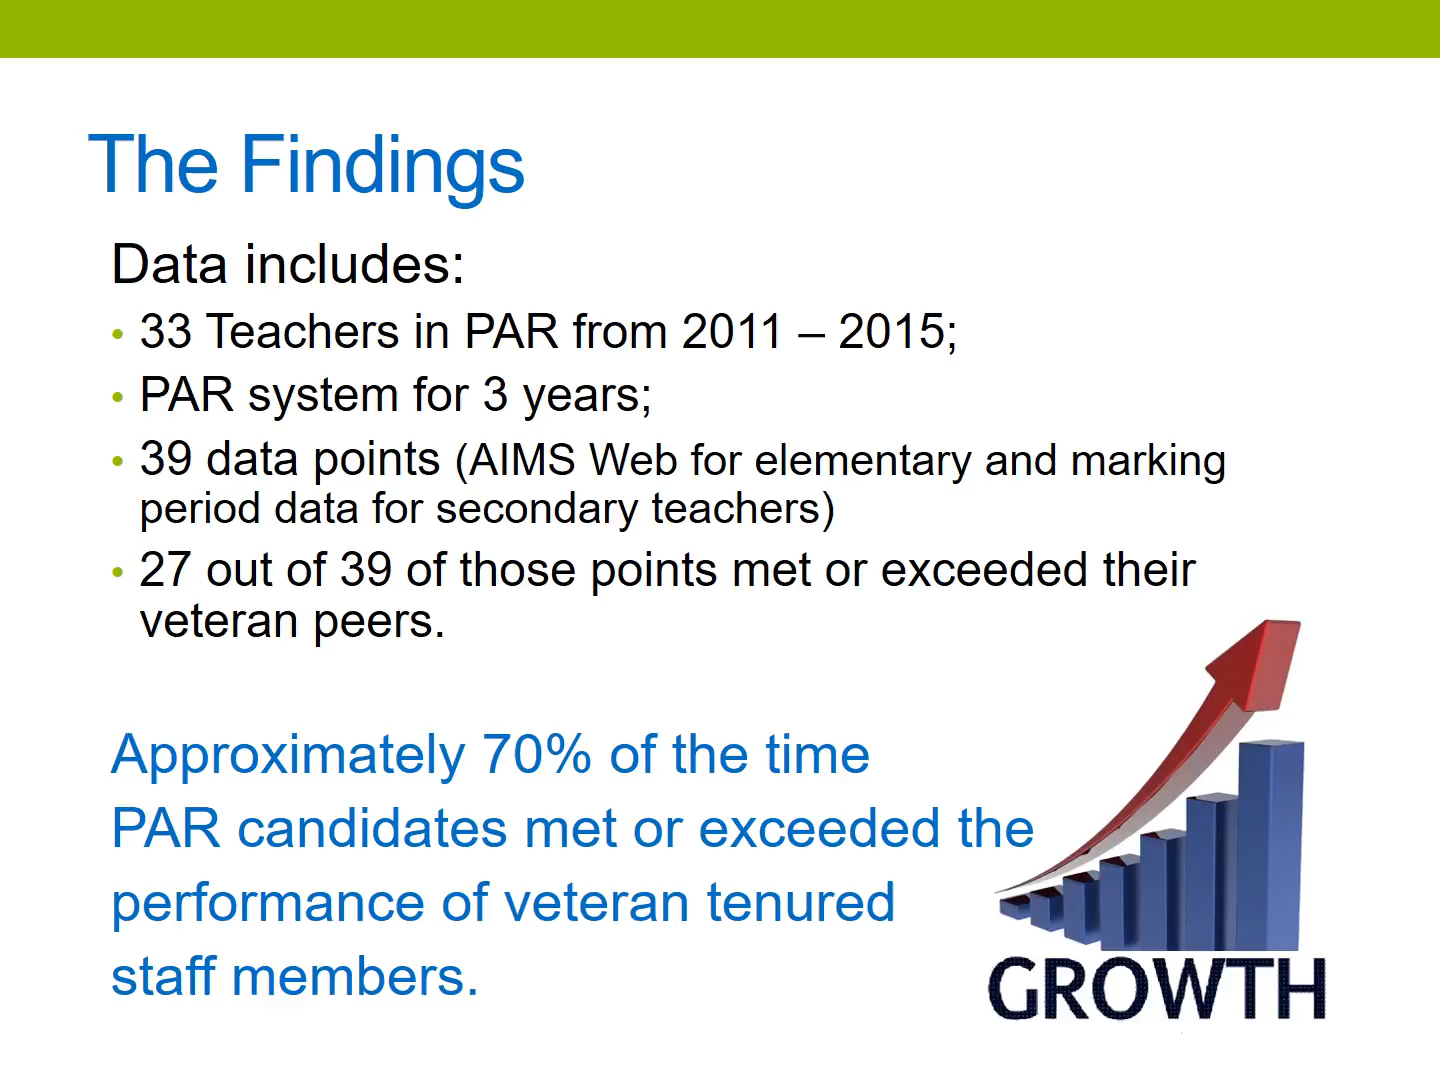 The Findings
Data includes:
• 33 Teachers in PAR from 2011 – 2015;
• PAR system for 3 years;
• 39 data points (AIMS Web for elementary and marking
period data for secondary teachers)
• 27 out of 39 of those points met or exceeded their
veteran peers.
Approximately 70% of the time
PAR candidates met or exceeded the
performance of veteran tenured
staff members.
GROWTH